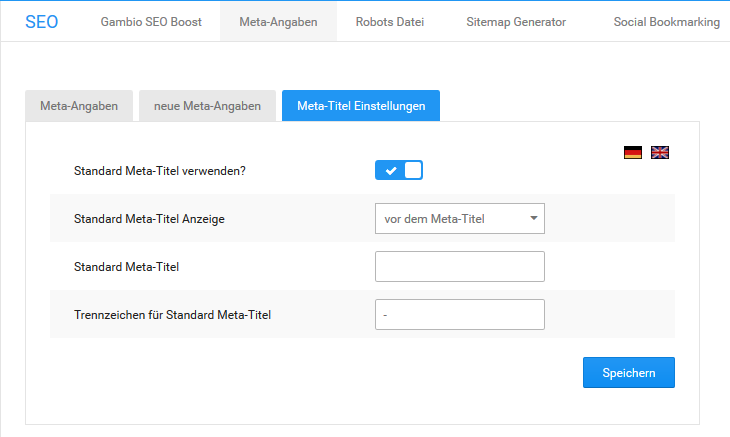 SEO Gambio SEO Boost Meta-Angaben Robots Datei Sitemap Generator Social Bookmarking
Meta-Angaben neue Meta-Angaben Meta-Titel Einstellungen
Standard Meta-Titel verwenden?
Standard Meta-Titel Anzeige vor dem Meta-Titel
Standard Meta-Titel
Trennzeichen für Standard Meta-Titel -
Speichern